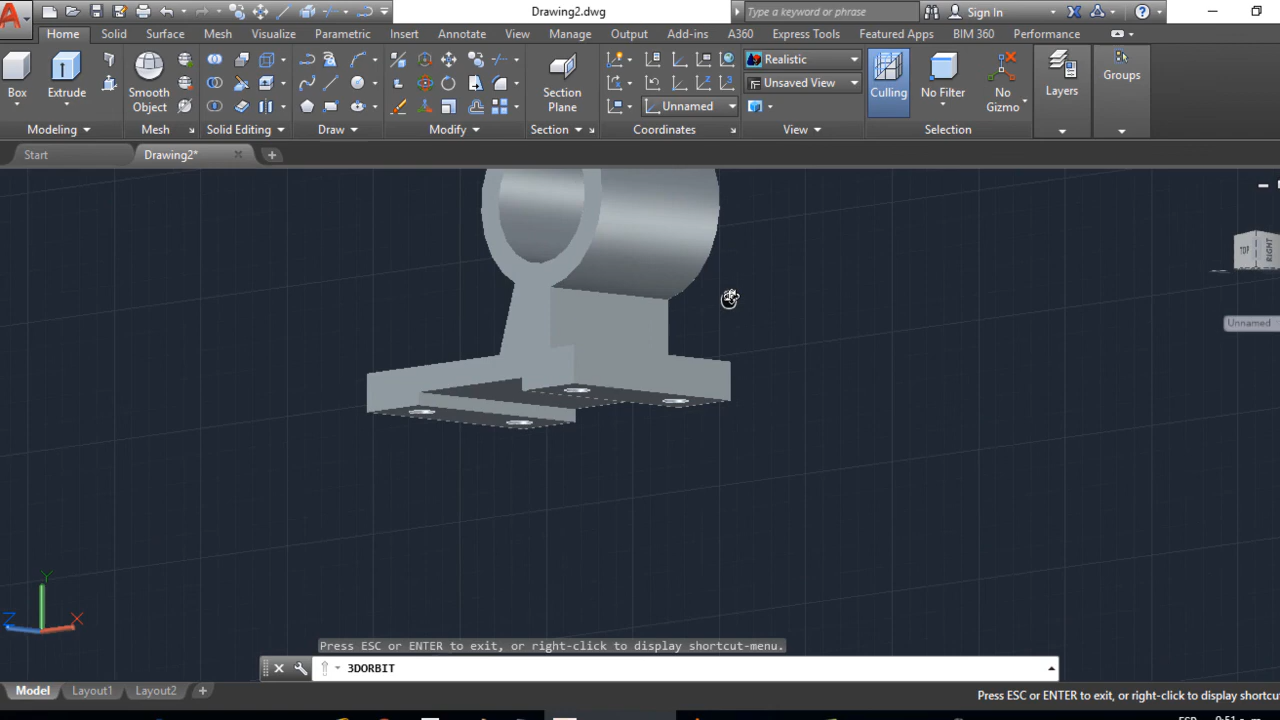 Drawing2.dwg
Type a keyword or phrase
Sign In
Home Solid Surface Mesh Visualize Parametric Insert Annotate View Manage Output Add-ins A360 Express Tools Featured Apps BIM 360 Performance
Box
Extrude
Smooth
Object
Section
Plane
Realistic
Unsaved View
Unnamed
Culling
No Filter
No
Gizmo
Layers
Groups
Modeling
Mesh
Solid Editing
Draw
Modify
Section
Coordinates
View
Selection
Start
Drawing2*
TOP
RIGHT
Unnamed
Y
Z
X
Press ESC or ENTER to exit, or right-click to display shortcut-menu.
3DORBIT
Model Layout1 Layout2
Press ESC or ENTER to exit, or right-click to display shortcu